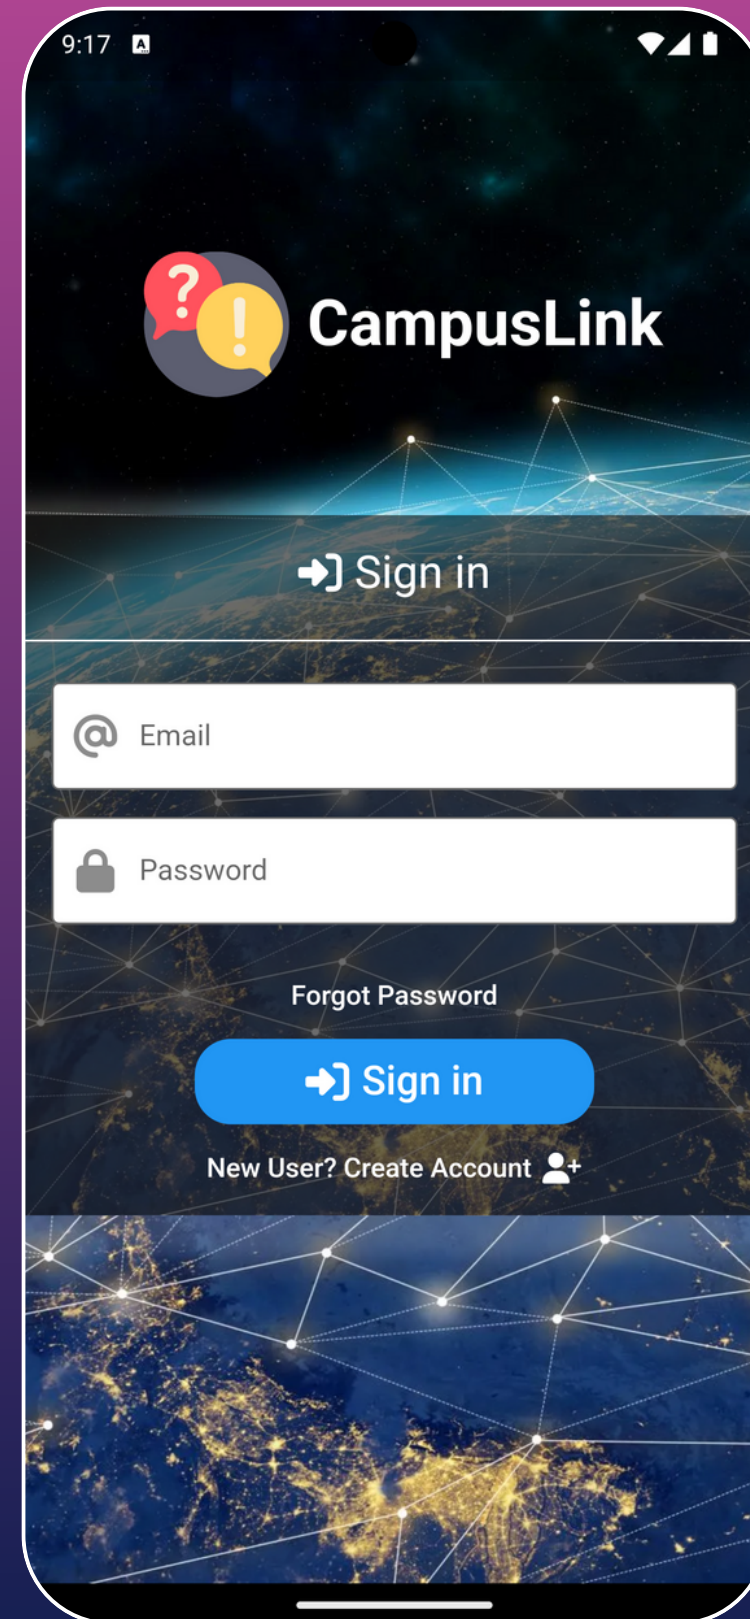 9:17 A
? !
CampusLink
Sign in
@ Email
Password
Forgot Password
Sign in
New User? Create Account